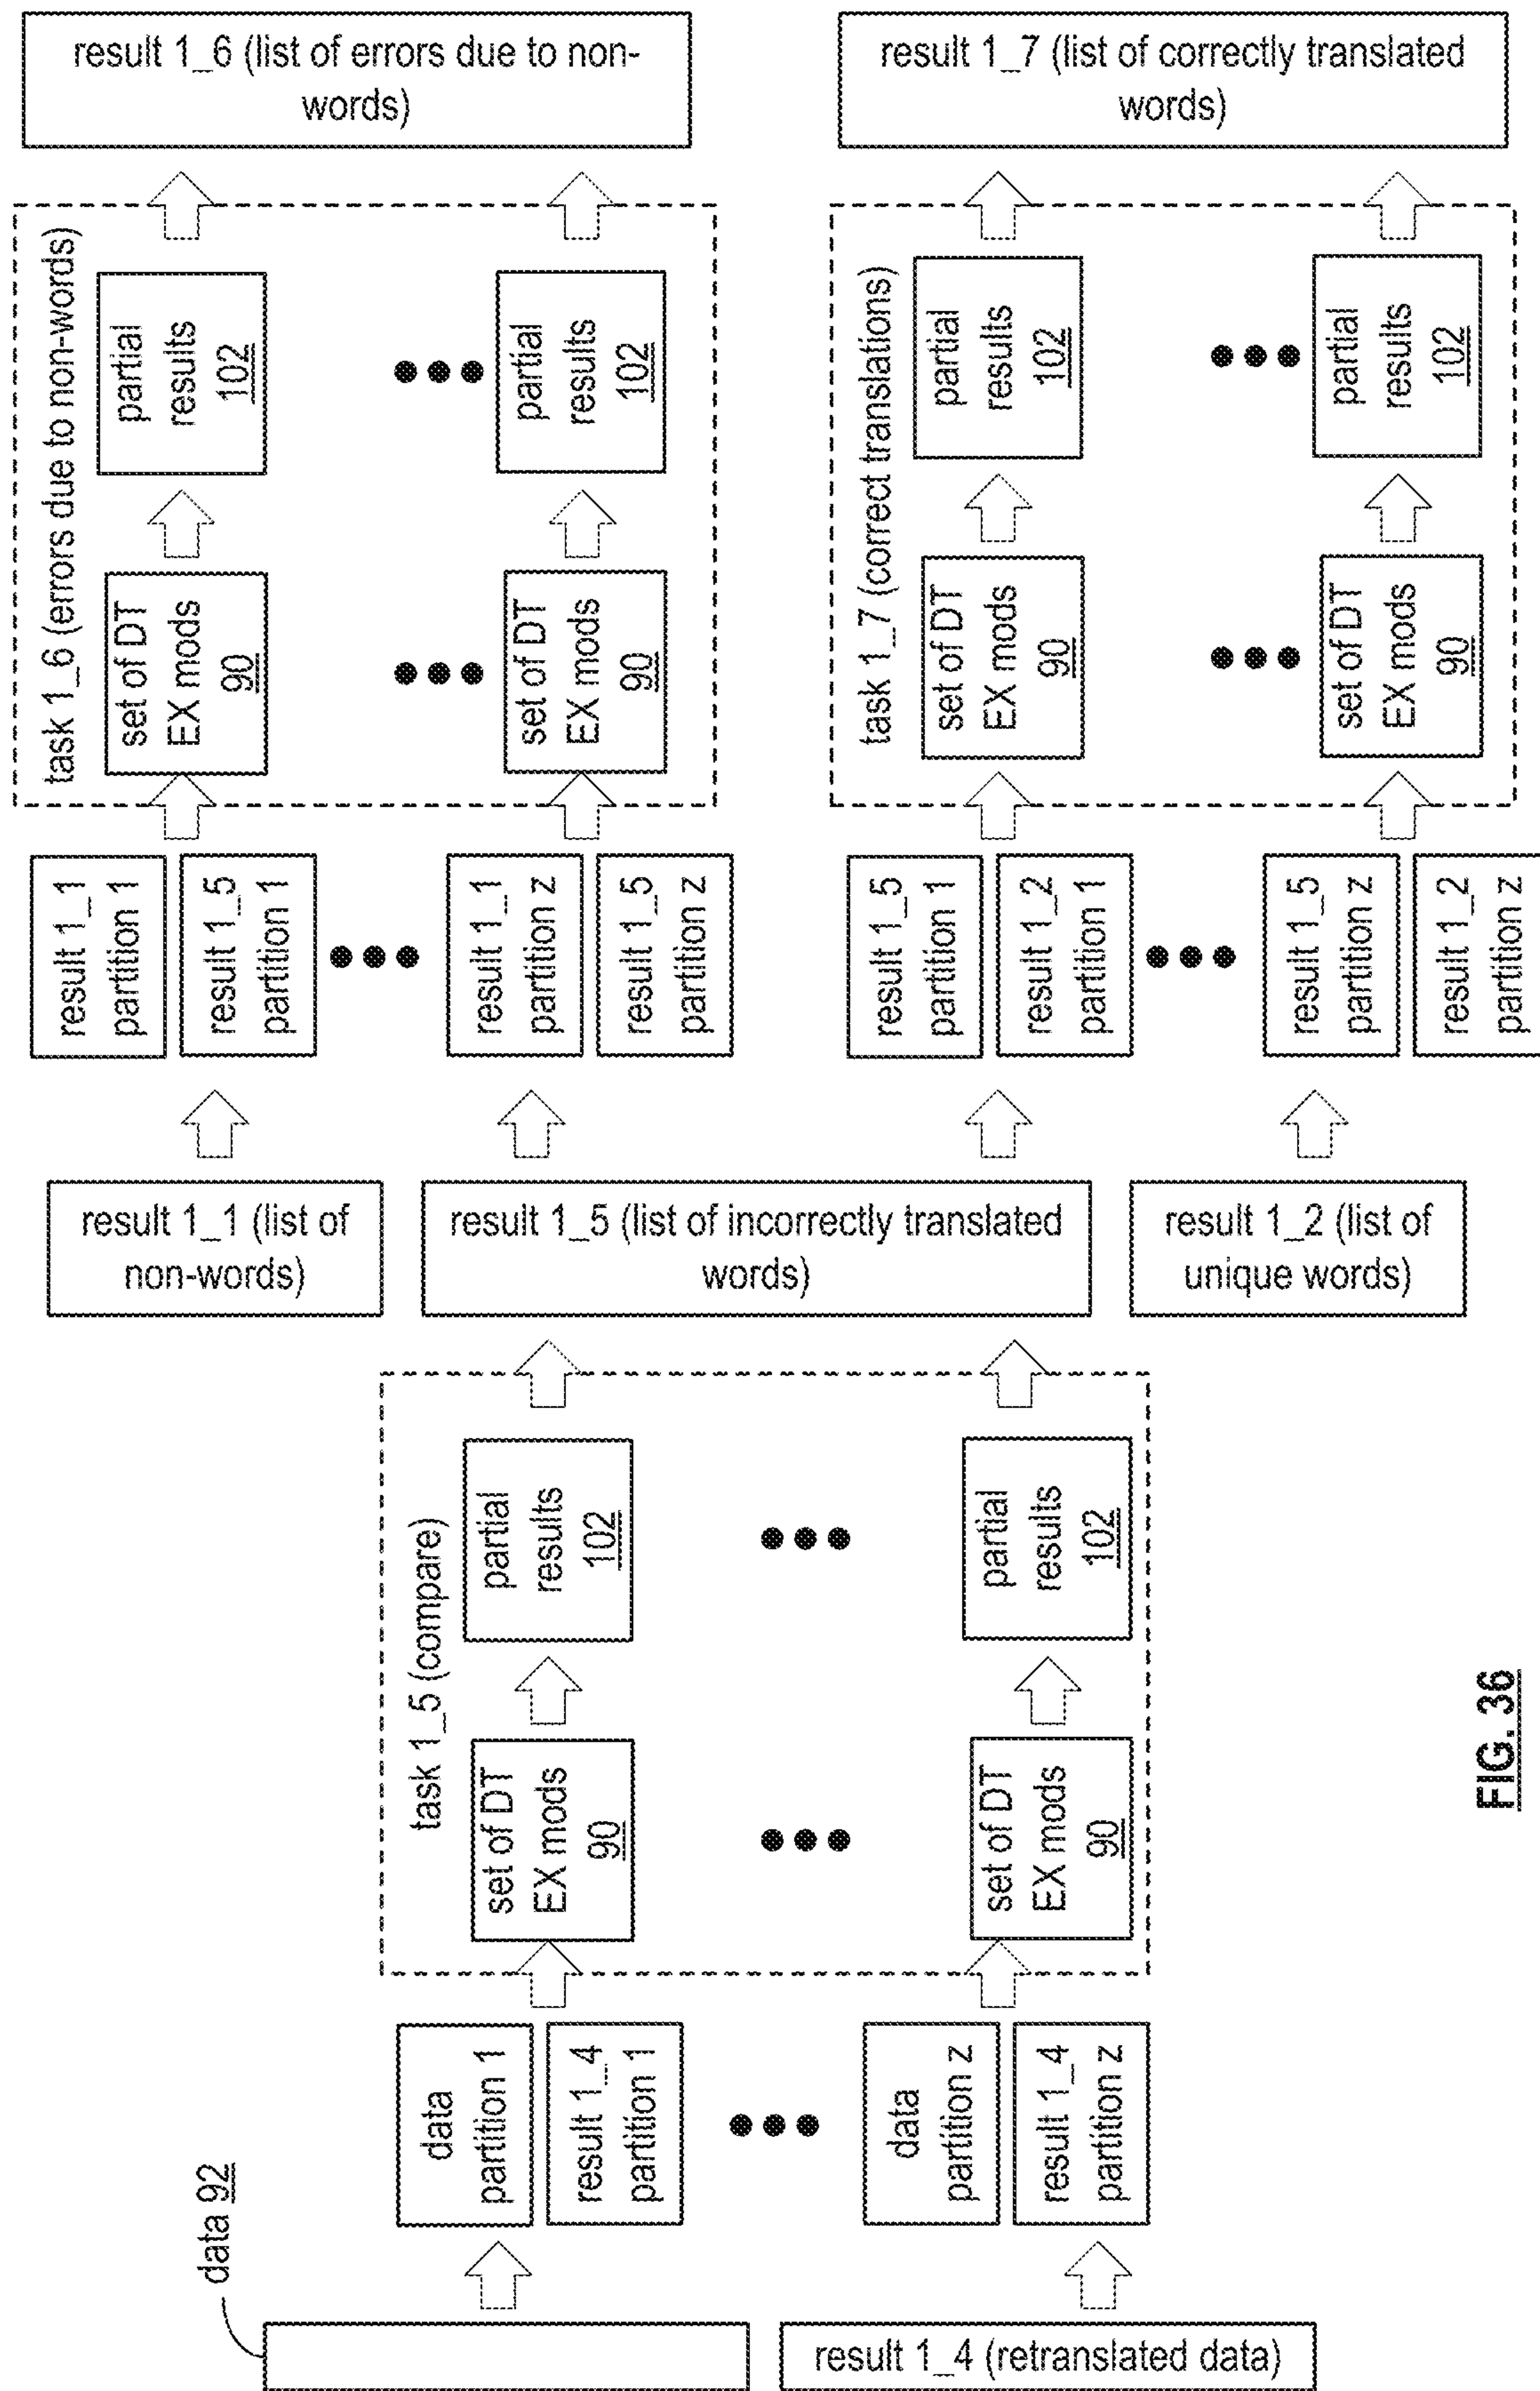 result 1_6 (list of errors due to non-
words)
result 1_7 (list of correctly translated
words)
task 1_6 (errors due to non-words)
partial
results
102
partial
results
102
set of DT
EX mods
90
set of DT
EX mods
90
task 1_7 (correct translations)
partial
results
102
partial
results
102
set of DT
EX mods
90
set of DT
EX mods
90
result 1_1
partition 1
result 1_5
partition 1
result 1_1
partition z
result 1_5
partition z
result 1_5
partition 1
result 1_2
partition 1
result 1_5
partition z
result 1_2
partition z
result 1_1 (list of
non-words)
result 1_5 (list of incorrectly translated
words)
result 1_2 (list of
unique words)
task 1_5 (compare)
partial
results
102
partial
results
102
set of DT
EX mods
90
set of DT
EX mods
90
data
partition 1
result 1_4
partition 1
data
partition z
result 1_4
partition z
data 92
result 1_4 (retranslated data)
FIG. 36